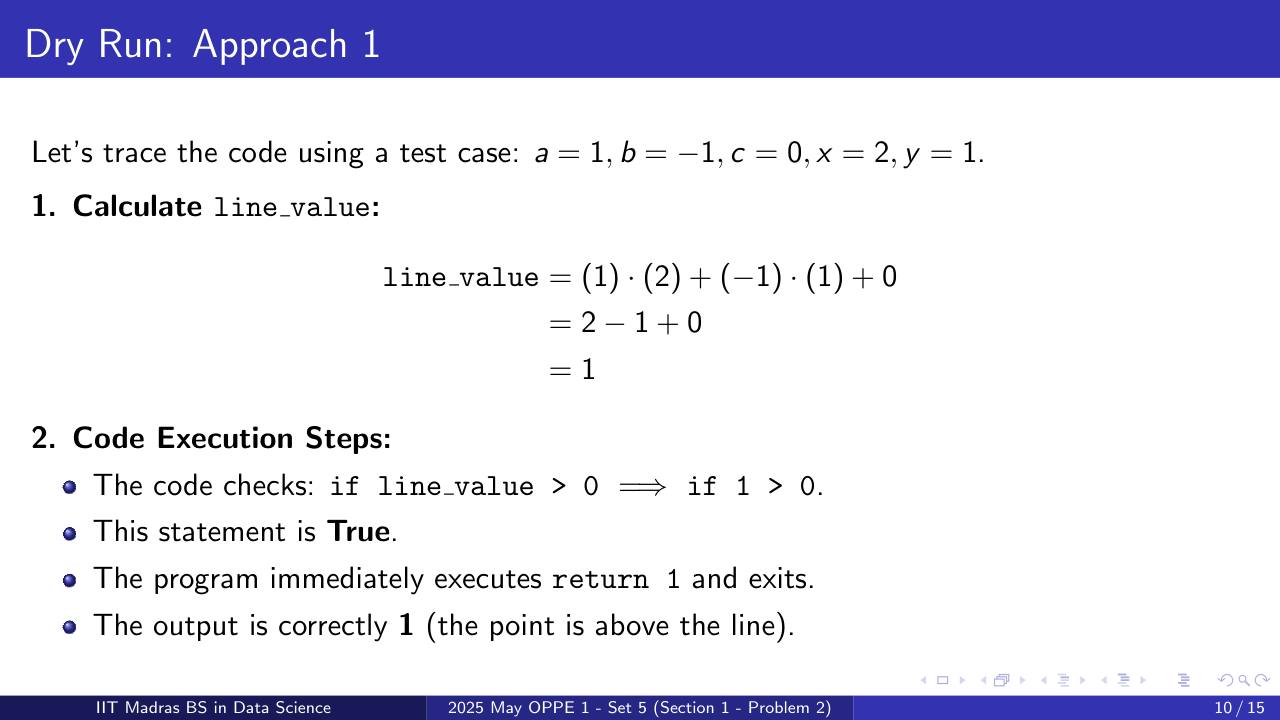 Dry Run: Approach 1
Let's trace the code using a test case: a = 1, b = −1, c = 0, x = 2, y = 1.
1. Calculate line_value:
line_value = (1) · (2) + (−1) · (1) + 0
= 2 − 1 + 0
= 1
2. Code Execution Steps:
The code checks: if line_value > 0 ⟹ if 1 > 0.
This statement is True.
The program immediately executes return 1 and exits.
The output is correctly 1 (the point is above the line).
IIT Madras BS in Data Science 2025 May OPPE 1 - Set 5 (Section 1 - Problem 2) 10 / 15